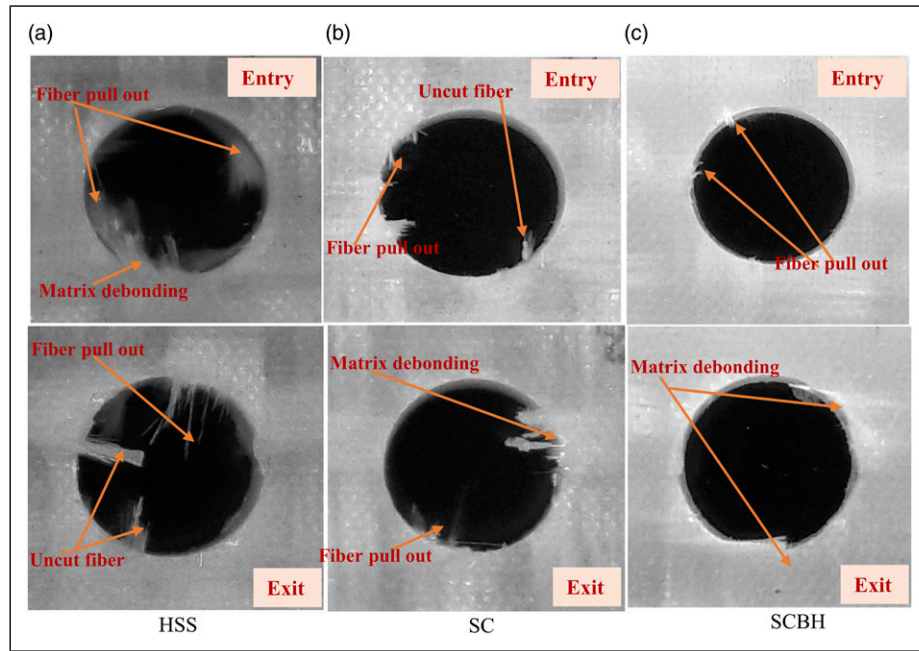 (a)
(b)
(c)
Entry
Fiber pull out
Matrix debonding
Entry
Uncut fiber
Fiber pull out
Entry
Fiber pull out
Fiber pull out
Uncut fiber
Exit
Matrix debonding
Fiber pull out
Exit
Matrix debonding
Exit
HSS
SC
SCBH